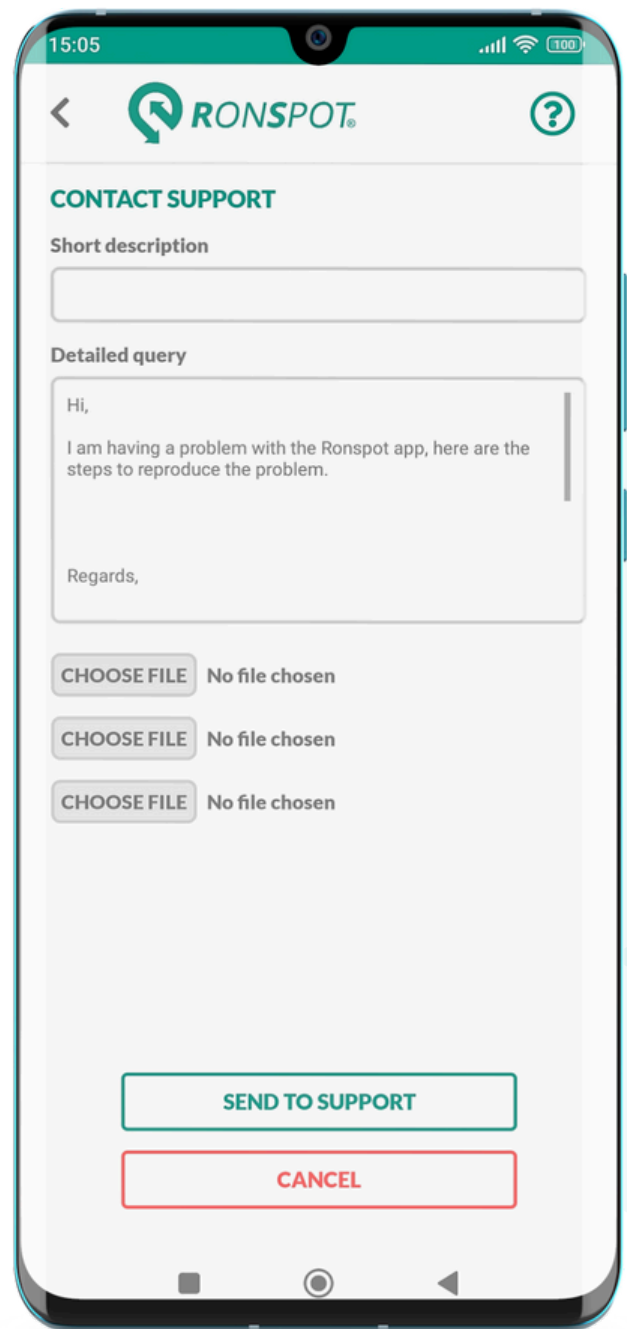 15:05
100
RONSPOT®
?
CONTACT SUPPORT
Short description
Detailed query
Hi,
I am having a problem with the Ronspot app, here are the
steps to reproduce the problem.
Regards,
CHOOSE FILE No file chosen
CHOOSE FILE No file chosen
CHOOSE FILE No file chosen
SEND TO SUPPORT
CANCEL